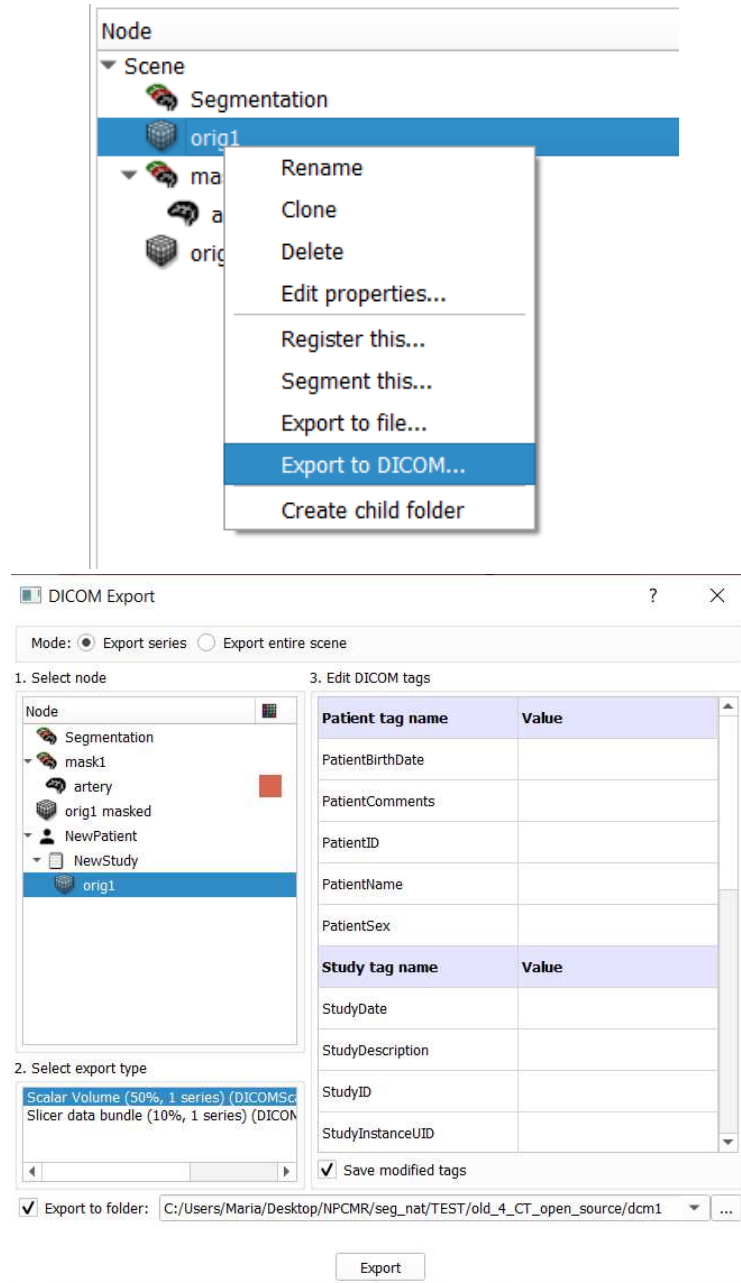 Node
Scene
Segmentation
orig1
ma
Rename
a
Clone
orig
Delete
Edit properties...
Register this...
Segment this...
Export to file...
Export to DICOM...
Create child folder
DICOM Export
?
Mode: Export series Export entire scene
1. Select node
Node
Segmentation
mask1
artery
orig1 masked
NewPatient
NewStudy
orig1
2. Select export type
Scalar Volume (50%, 1 series) (DICOMSca
Slicer data bundle (10%, 1 series) (DICOM
3. Edit DICOM tags
Patient tag name Value
PatientBirthDate
PatientComments
PatientID
PatientName
PatientSex
Study tag name Value
StudyDate
StudyDescription
StudyID
StudyInstanceUID
Save modified tags
Export to folder: C:/Users/Maria/Desktop/NPCMR/seg_nat/TEST/old_4_CT_open_source/dcm1 ...
Export